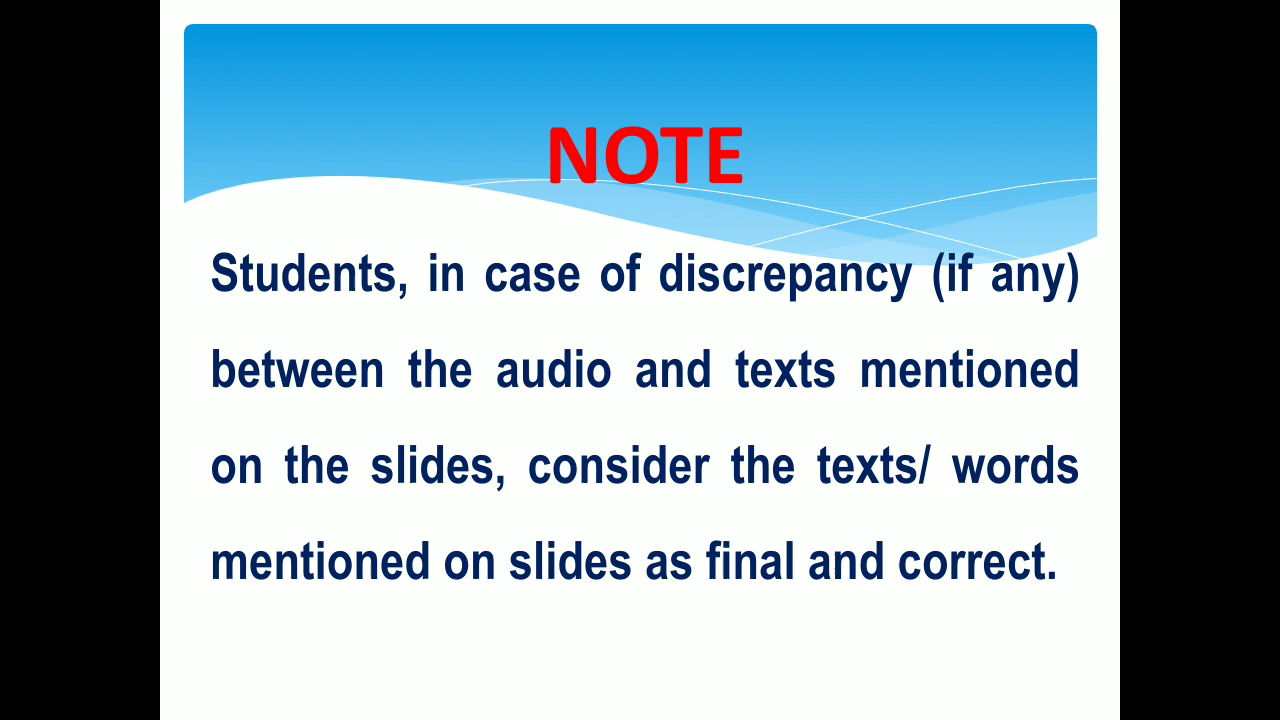 NOTE
Students, in case of discrepancy (if any)
between the audio and texts mentioned
on the slides, consider the texts/ words
mentioned on slides as final and correct.